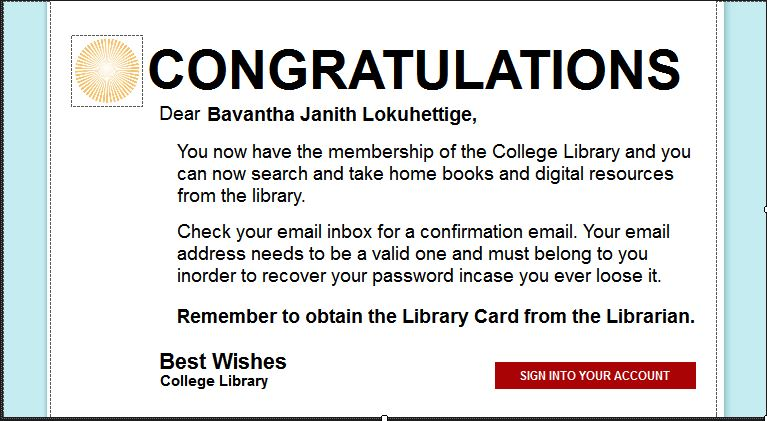 CONGRATULATIONS
Dear Bavantha Janith Lokuhettige,
You now have the membership of the College Library and you
can now search and take home books and digital resources
from the library.
Check your email inbox for a confirmation email. Your email
address needs to be a valid one and must belong to you
inorder to recover your password incase you ever loose it.
Remember to obtain the Library Card from the Librarian.
Best Wishes
College Library
SIGN INTO YOUR ACCOUNT